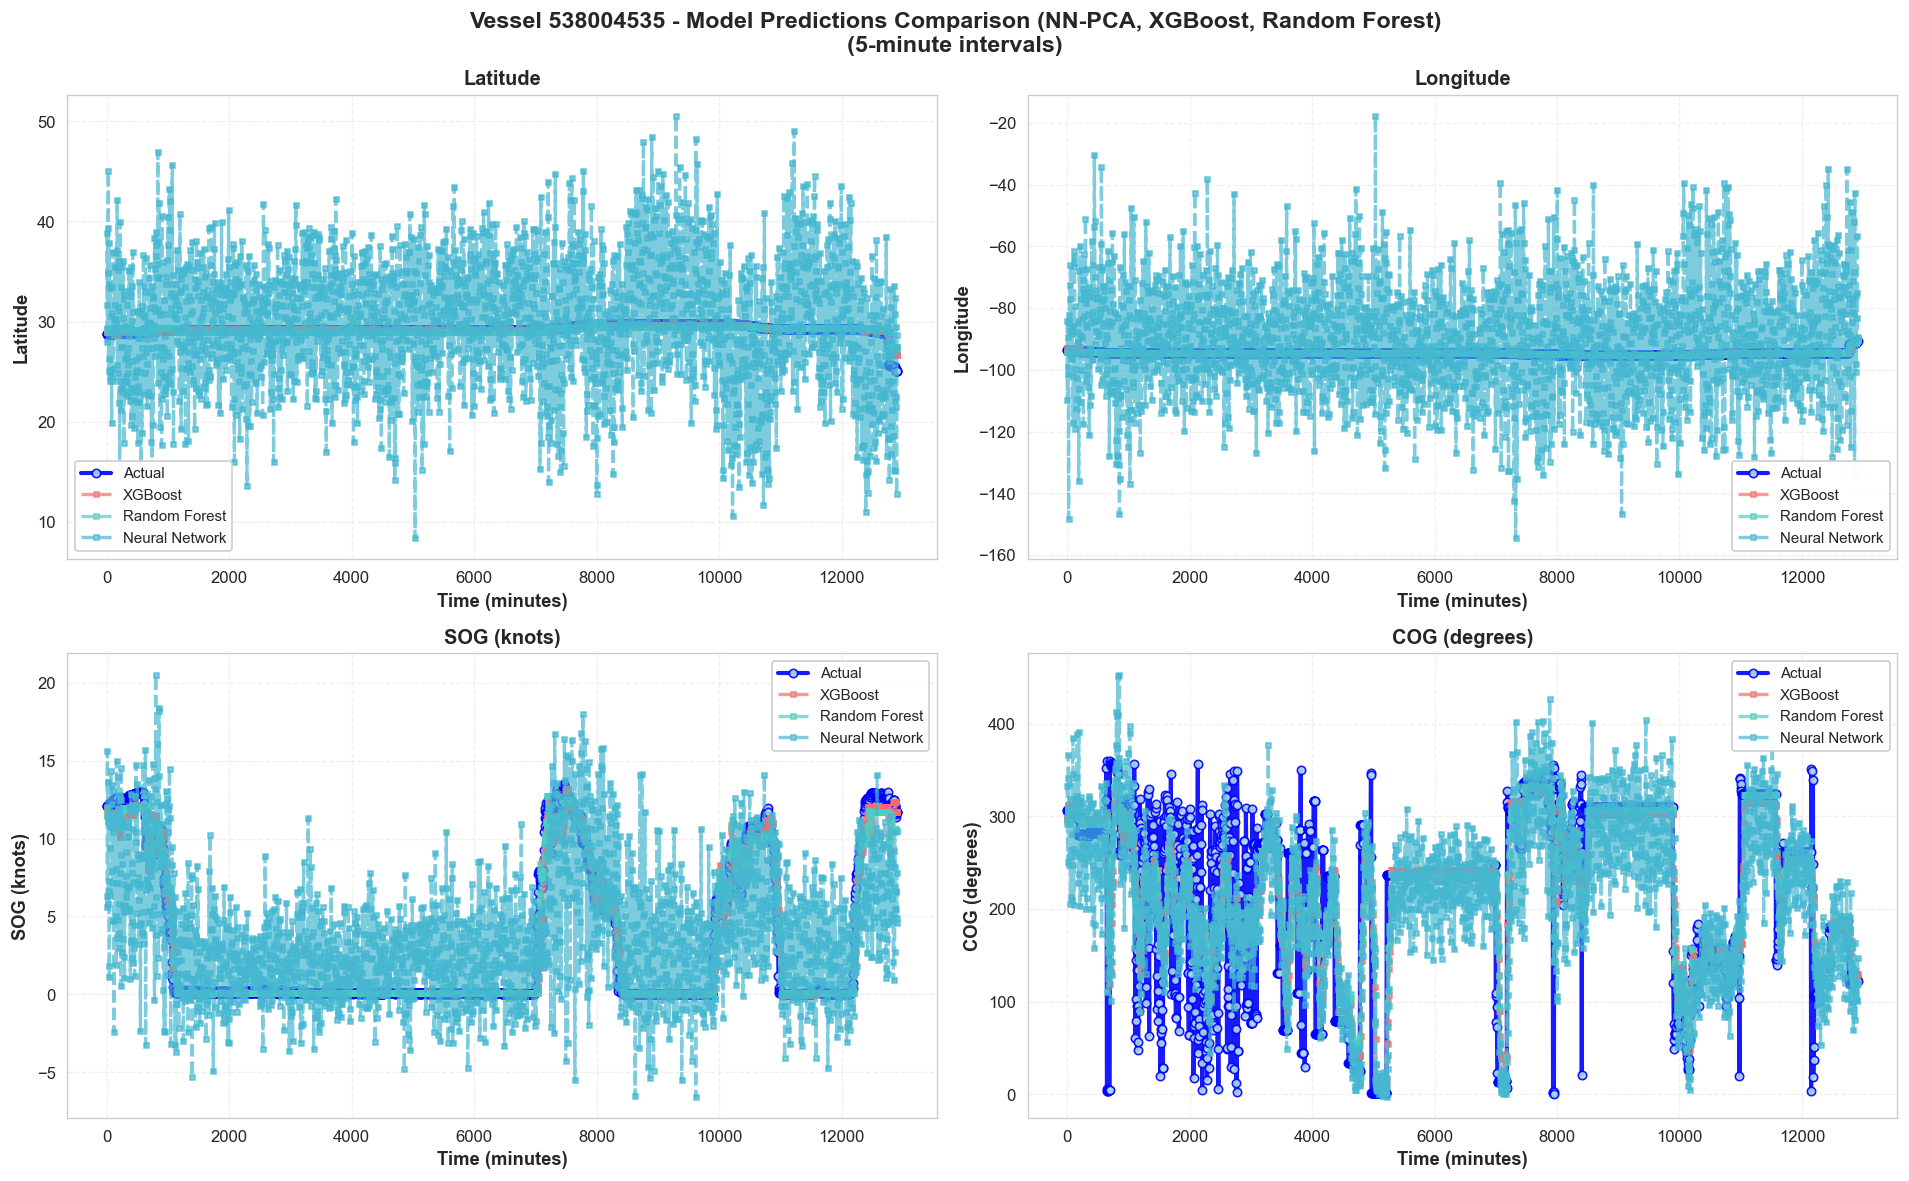 Vessel 538004535 - Model Predictions Comparison (NN-PCA, XGBoost, Random Forest)
(5-minute intervals)
Latitude
50
40
30
20
10
Latitude
Actual
XGBoost
Random Forest
Neural Network
0 2000 4000 6000 8000 10000 12000
Time (minutes)
Longitude
−20
−40
−60
−80
−100
−120
−140
−160
Longitude
Actual
XGBoost
Random Forest
Neural Network
0 2000 4000 6000 8000 10000 12000
Time (minutes)
SOG (knots)
20
15
10
5
0
−5
SOG (knots)
Actual
XGBoost
Random Forest
Neural Network
0 2000 4000 6000 8000 10000 12000
Time (minutes)
COG (degrees)
400
300
200
100
0
COG (degrees)
Actual
XGBoost
Random Forest
Neural Network
0 2000 4000 6000 8000 10000 12000
Time (minutes)